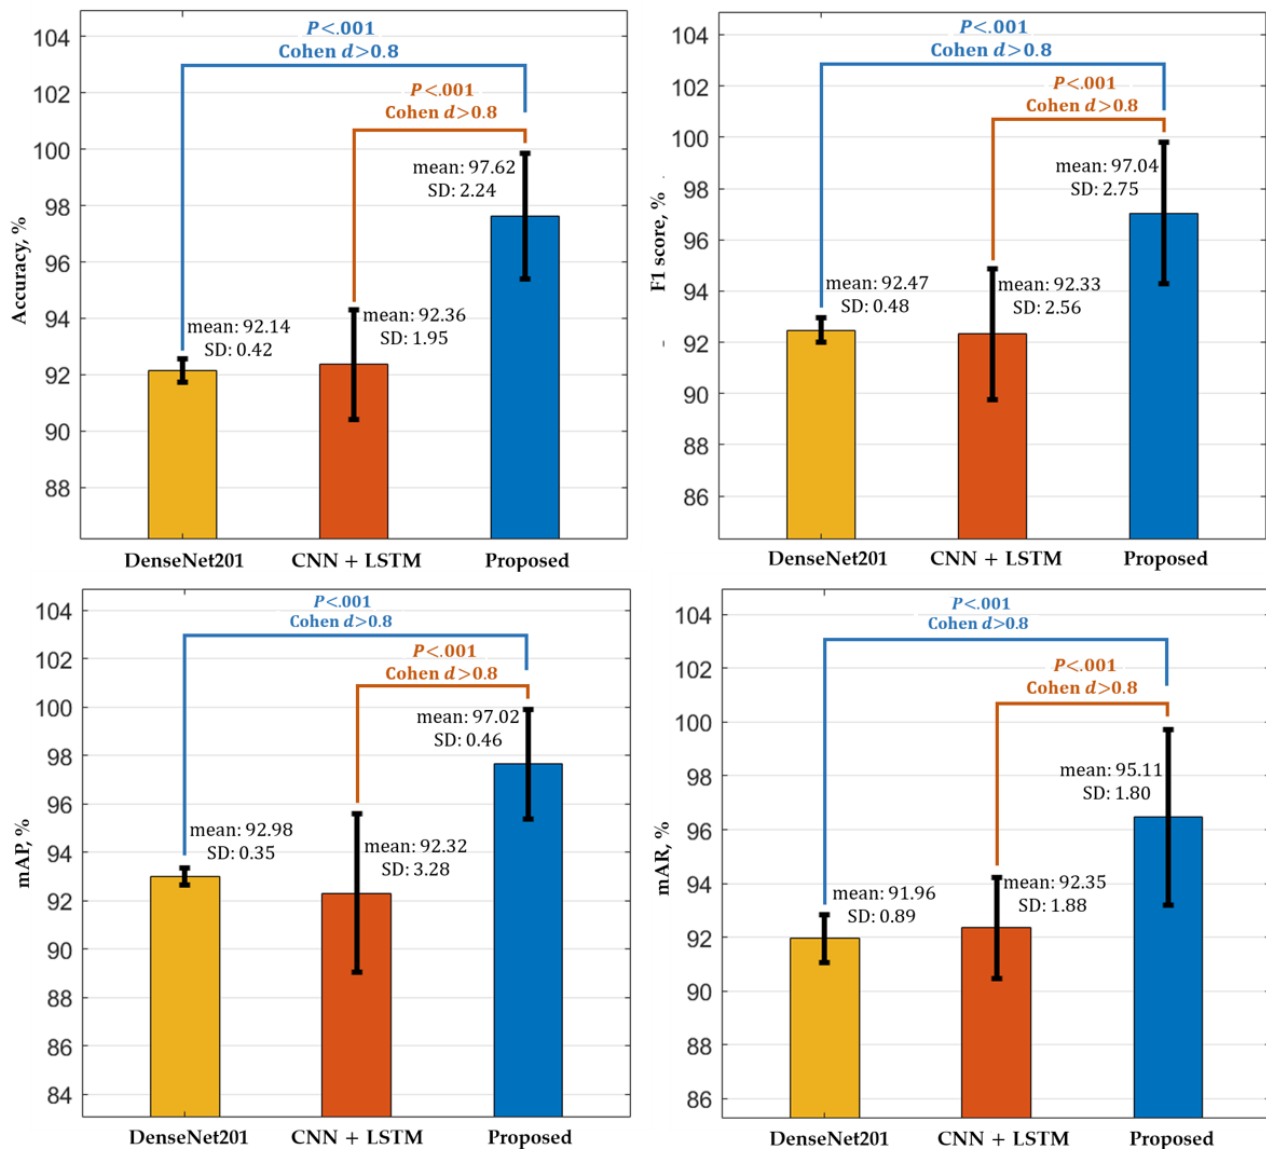 P<.001
Cohen d>0.8
P<.001
Cohen d>0.8
104
102
100
98
96
94
92
90
88
Accuracy, %
mean: 97.62
SD: 2.24
mean: 92.14
SD: 0.42
mean: 92.36
SD: 1.95
DenseNet201
CNN + LSTM
Proposed
P<.001
Cohen d>0.8
P<.001
Cohen d>0.8
104
102
100
98
96
94
92
90
88
86
F1 score, %
mean: 97.04
SD: 2.75
mean: 92.47
SD: 0.48
mean: 92.33
SD: 2.56
DenseNet201
CNN + LSTM
Proposed
P<.001
Cohen d>0.8
P<.001
Cohen d>0.8
104
102
100
98
96
94
92
90
88
86
84
mAP, %
mean: 97.02
SD: 0.46
mean: 92.98
SD: 0.35
mean: 92.32
SD: 3.28
DenseNet201
CNN + LSTM
Proposed
P<.001
Cohen d>0.8
P<.001
Cohen d>0.8
104
102
100
98
96
94
92
90
88
86
mAR, %
mean: 95.11
SD: 1.80
mean: 91.96
SD: 0.89
mean: 92.35
SD: 1.88
DenseNet201
CNN + LSTM
Proposed